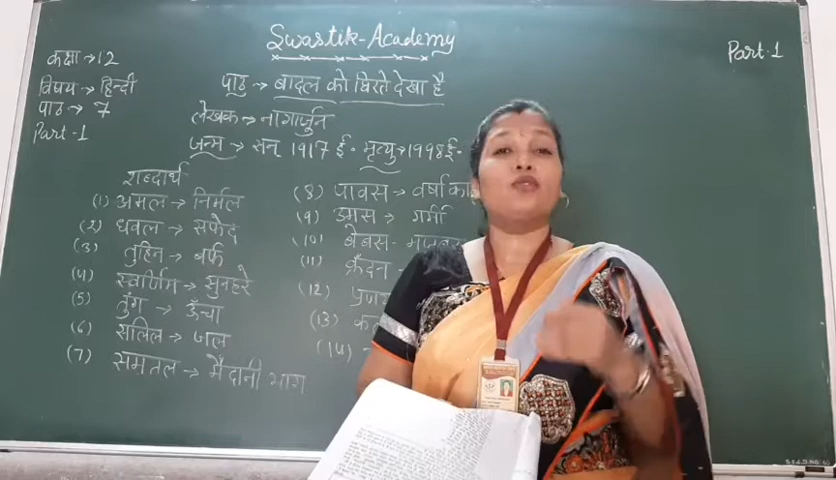 Swastik-Academy
Part-1
कक्षा → 12
विषय → हिन्दी
पाठ → 7
Part-1
पाठ → बादल को घिरते देखा है
लेखक → नागार्जुन
जन्म → सन् 1917 ई॰ मृत्यु → 1998 ई॰
शब्दार्थ
(1) अमल → निर्मल
(2) धवल → सफेद
(3) तुहिन → बर्फ
(4) स्वर्णिम → सुनहरे
(5) तुंग → ऊँचा
(6) सलिल → जल
(7) समतल → मैदानी भाग
(8) पावस → वर्षा
(9) उमस → गर्मी
(10) बेबस -
(11) क्रँदन -
(12)
(13)
(14)